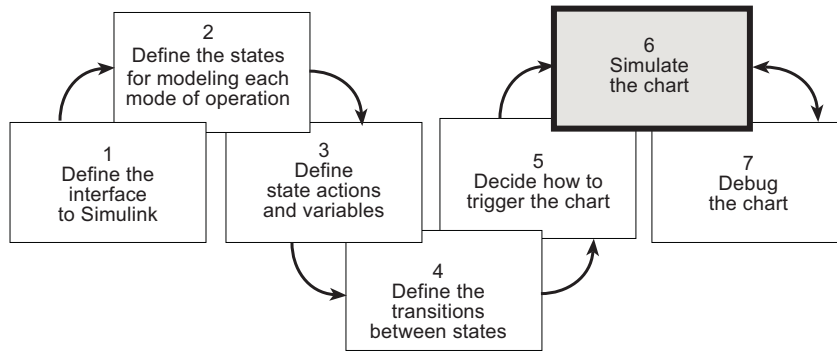 1
Define the
interface
to Simulink
2
Define the states
for modeling each
mode of operation
3
Define
state actions
and variables
4
Define the
transitions
between states
5
Decide how to
trigger the chart
6
Simulate
the chart
7
Debug
the chart